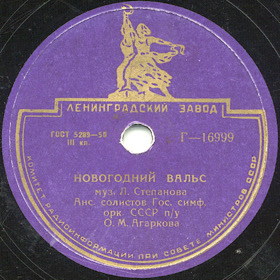 ЛЕНИНГРАДСКИЙ ЗАВОД
ГОСТ 5289-50
III кл.
Г—16999
НОВОГОДНИЙ ВАЛЬС
муз. Л. Степанова
Анс. солистов Гос. симф.
орк. СССР п/у
О. М. Агаркова
КОМИТЕТ РАДИОИНФОРМАЦИИ ПРИ СОВЕТЕ МИНИСТРОВ СССР